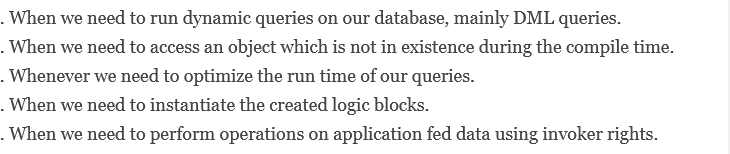 . When we need to run dynamic queries on our database, mainly DML queries.
. When we need to access an object which is not in existence during the compile time.
. Whenever we need to optimize the run time of our queries.
. When we need to instantiate the created logic blocks.
. When we need to perform operations on application fed data using invoker rights.